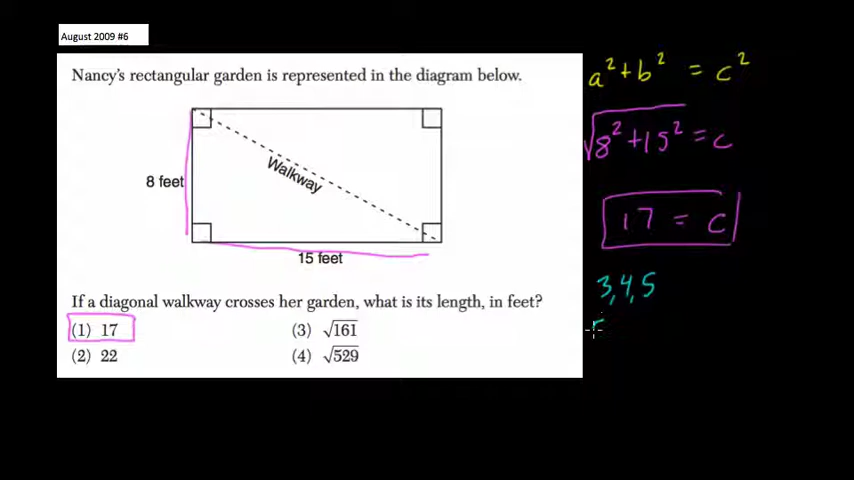 August 2009 #6
Nancy's rectangular garden is represented in the diagram below.
Walkway
8 feet
15 feet
If a diagonal walkway crosses her garden, what is its length, in feet?
(1) 17
(3) √161
(2) 22
(4) √529
a² + b² = c²
√8² + 15² = c
17 = c
3, 4, 5